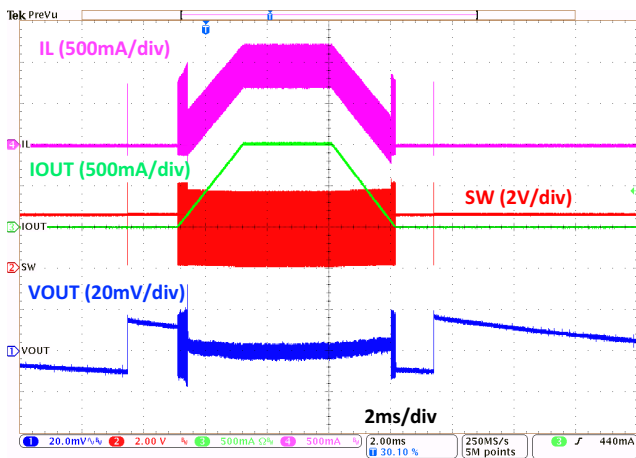 Tek PreVu
T
T
IL (500mA/div)
4 IL
IOUT (500mA/div)
SW (2V/div)
3 IOUT
2
SW
VOUT (20mV/div)
1 VOUT
2ms/div
1 20.0mV 2 2.00 V 3 500mA Ω 4 500mA 2.00ms 250MS/s 3 440mA
T 30.10 % 5M points